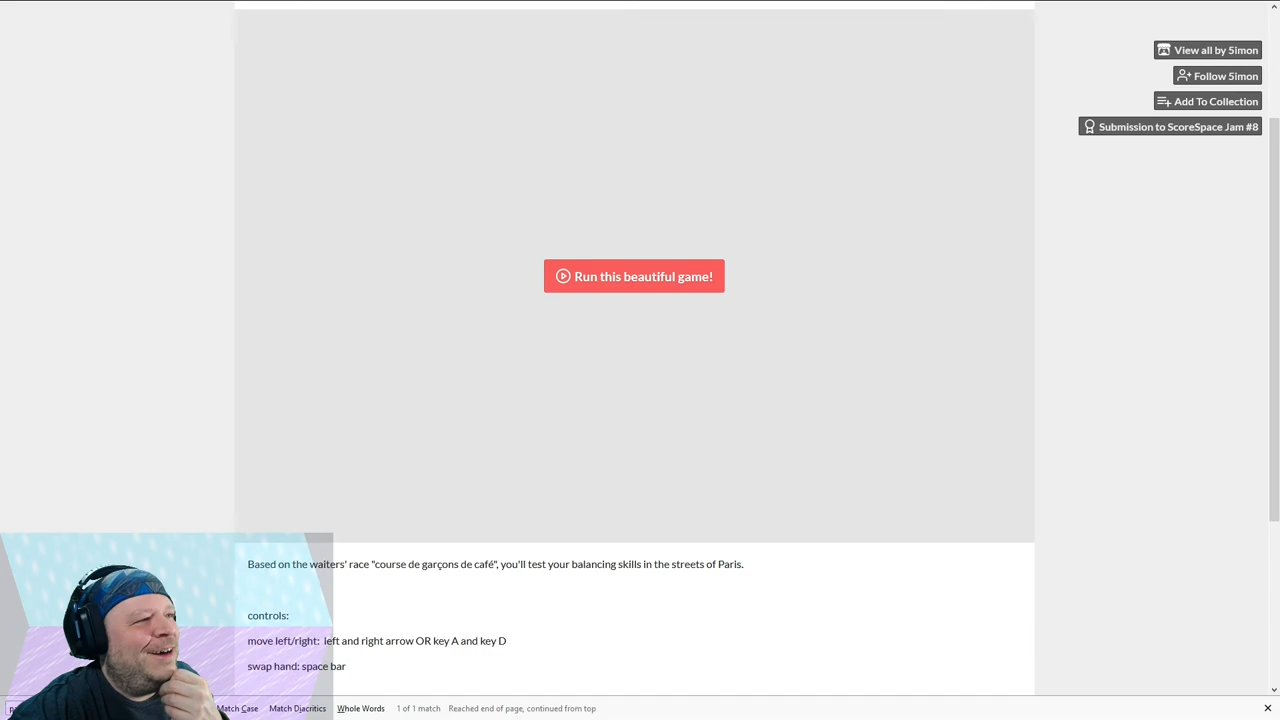 View all by 5imon
Follow 5imon
Add To Collection
Submission to ScoreSpace Jam #8
Run this beautiful game!
Based on the waiters' race "course de garçons de café", you'll test your balancing skills in the streets of Paris.
controls:
move left/right: left and right arrow OR key A and key D
swap hand: space bar
Match Case Match Diacritics Whole Words 1 of 1 match Reached end of page, continued from top